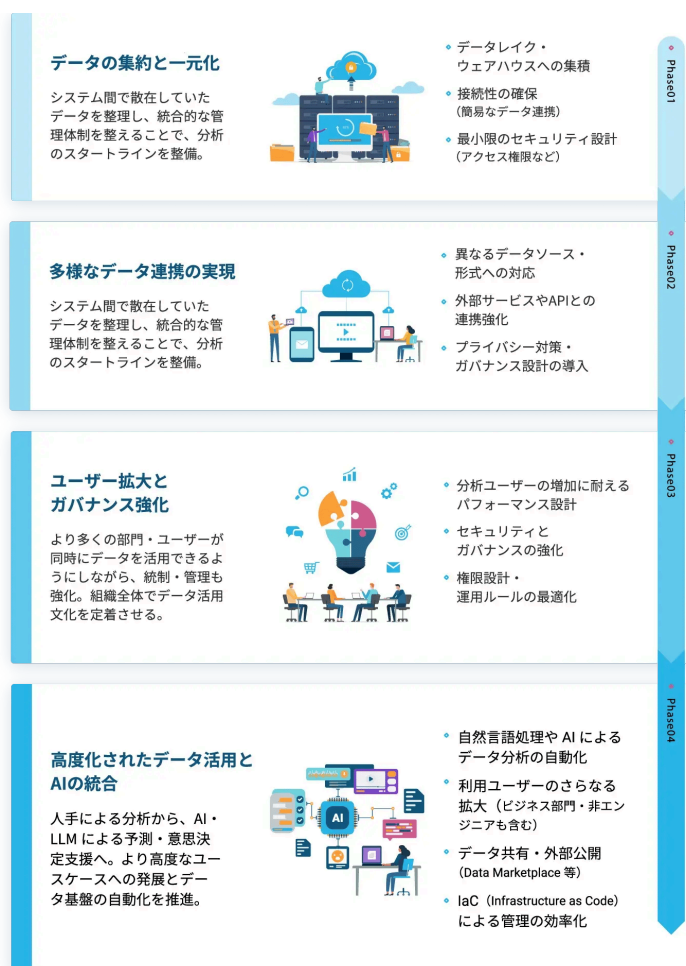 データの集約と一元化
システム間で散在していた
データを整理し、統合的な管
理体制を整えることで、分析
のスタートラインを整備。
データレイク・
ウェアハウスへの集積
接続性の確保
（簡易なデータ連携）
最小限のセキュリティ設計
（アクセス権限など）
Phase01
多様なデータ連携の実現
システム間で散在していた
データを整理し、統合的な管
理体制を整えることで、分析
のスタートラインを整備。
異なるデータソース・
形式への対応
外部サービスやAPIとの
連携強化
プライバシー対策・
ガバナンス設計の導入
Phase02
ユーザー拡大と
ガバナンス強化
より多くの部門・ユーザーが
同時にデータを活用できるよ
うにしながら、統制・管理も
強化。組織全体でデータ活用
文化を定着させる。
分析ユーザーの増加に耐える
パフォーマンス設計
セキュリティと
ガバナンスの強化
権限設計・
運用ルールの最適化
Phase03
高度化されたデータ活用と
AIの統合
人手による分析から、AI・
LLM による予測・意思決
定支援へ。より高度なユー
スケースへの発展とデー
タ基盤の自動化を推進。
AI
自然言語処理や AI による
データ分析の自動化
利用ユーザーのさらなる
拡大（ビジネス部門・非エン
ジニアも含む）
データ共有・外部公開
（Data Marketplace 等）
IaC（Infrastructure as Code）
による管理の効率化
Phase04